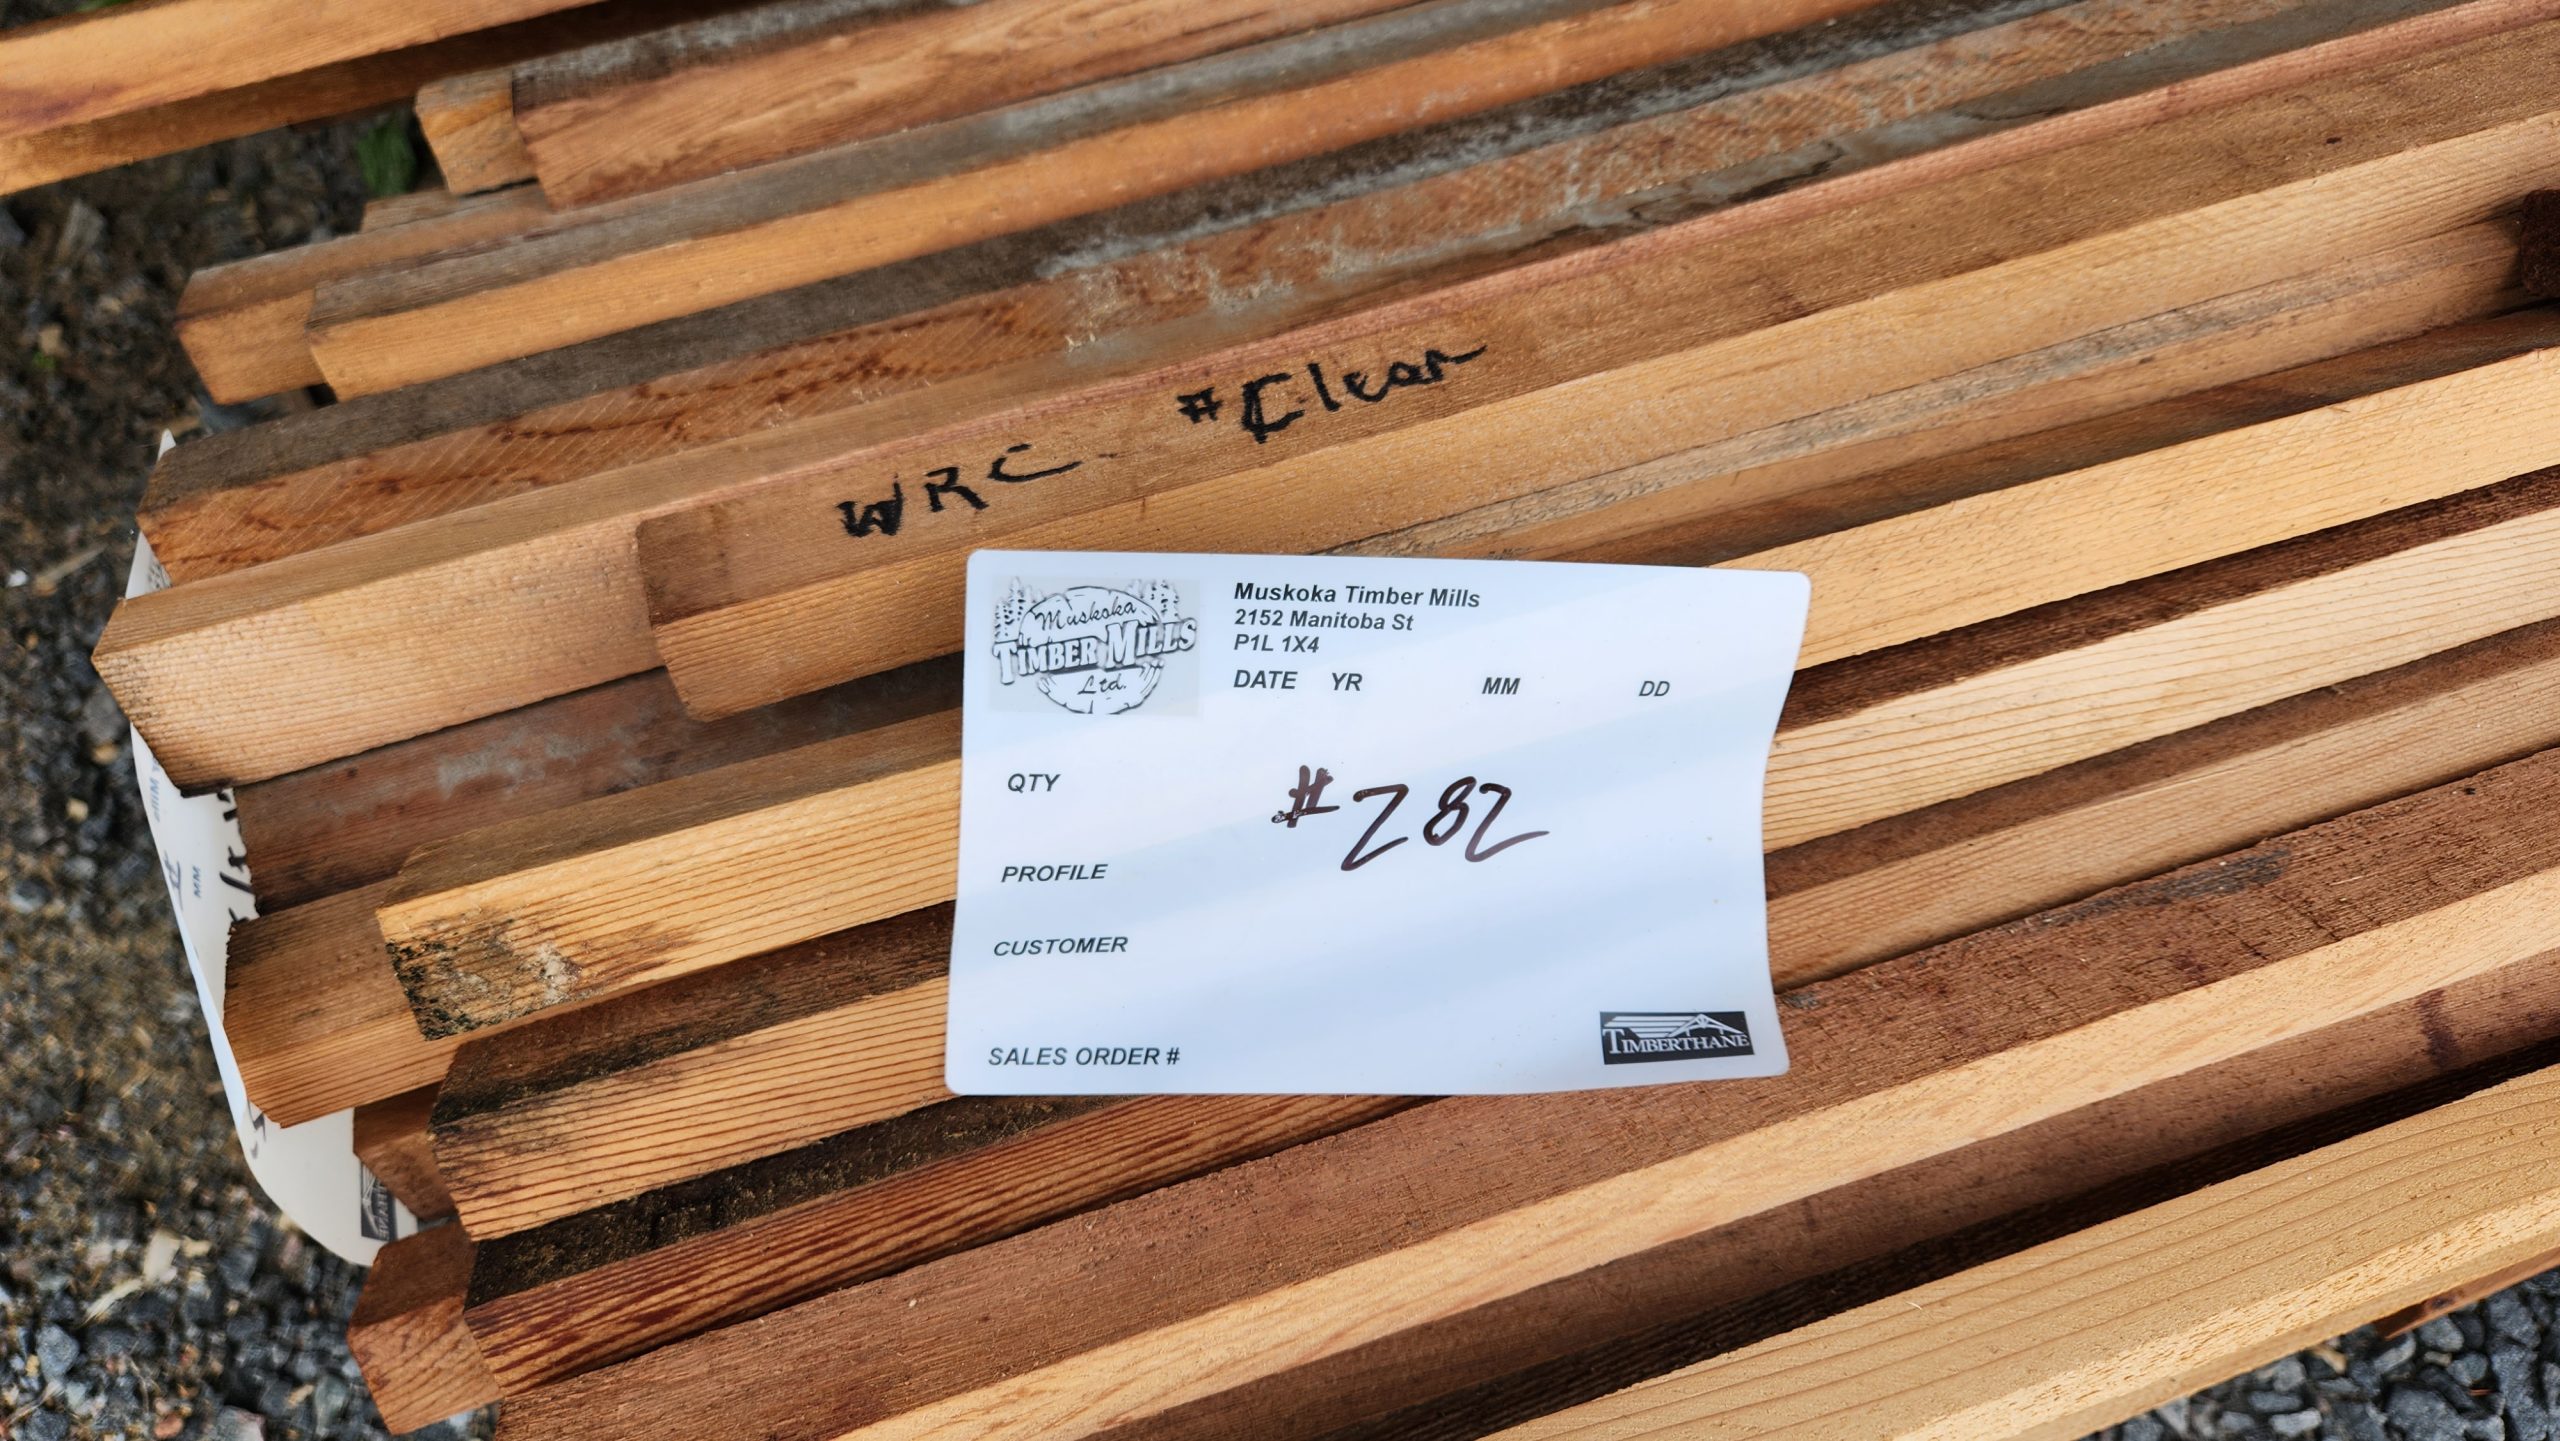 WRC #Clear
Muskoka
TIMBER MILLS
Ltd.
Muskoka Timber Mills
2152 Manitoba St
P1L 1X4
DATE YR MM DD
QTY
#282
PROFILE
CUSTOMER
SALES ORDER #
TIMBERTHANE
MM